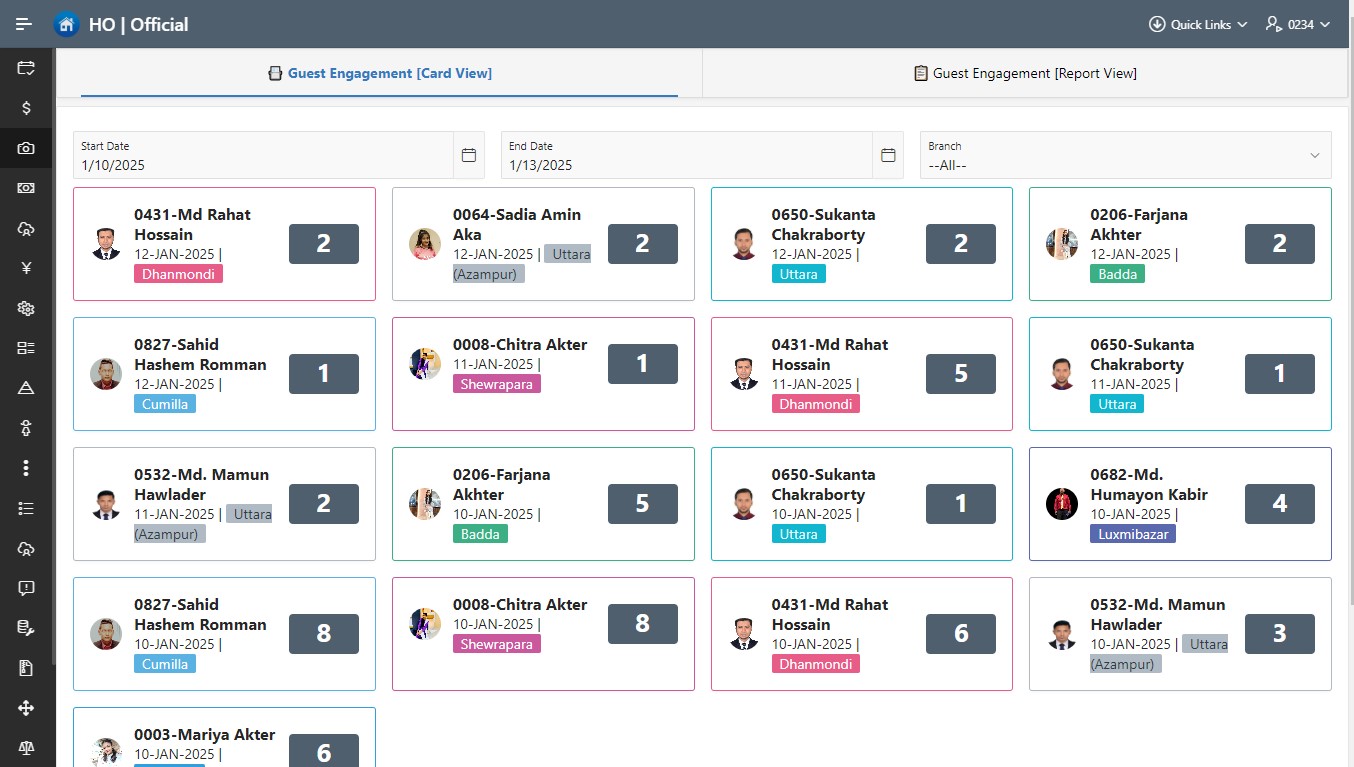 HO | Official
Quick Links
0234
Guest Engagement [Card View]
Guest Engagement [Report View]
Start Date
1/10/2025
End Date
1/13/2025
Branch
--All--
0431-Md Rahat
Hossain
12-JAN-2025 |
Dhanmondi
2
0064-Sadia Amin
Aka
12-JAN-2025 | Uttara
(Azampur)
2
0650-Sukanta
Chakraborty
12-JAN-2025 |
Uttara
2
0206-Farjana
Akhter
12-JAN-2025 |
Badda
2
0827-Sahid
Hashem Romman
12-JAN-2025 |
Cumilla
1
0008-Chitra Akter
11-JAN-2025 |
Shewrapara
1
0431-Md Rahat
Hossain
11-JAN-2025 |
Dhanmondi
5
0650-Sukanta
Chakraborty
11-JAN-2025 |
Uttara
1
0532-Md. Mamun
Hawlader
11-JAN-2025 | Uttara
(Azampur)
2
0206-Farjana
Akhter
10-JAN-2025 |
Badda
5
0650-Sukanta
Chakraborty
10-JAN-2025 |
Uttara
1
0682-Md.
Humayon Kabir
10-JAN-2025 |
Luxmibazar
4
0827-Sahid
Hashem Romman
10-JAN-2025 |
Cumilla
8
0008-Chitra Akter
10-JAN-2025 |
Shewrapara
8
0431-Md Rahat
Hossain
10-JAN-2025 |
Dhanmondi
6
0532-Md. Mamun
Hawlader
10-JAN-2025 | Uttara
(Azampur)
3
0003-Mariya Akter
10-JAN-2025 |
6